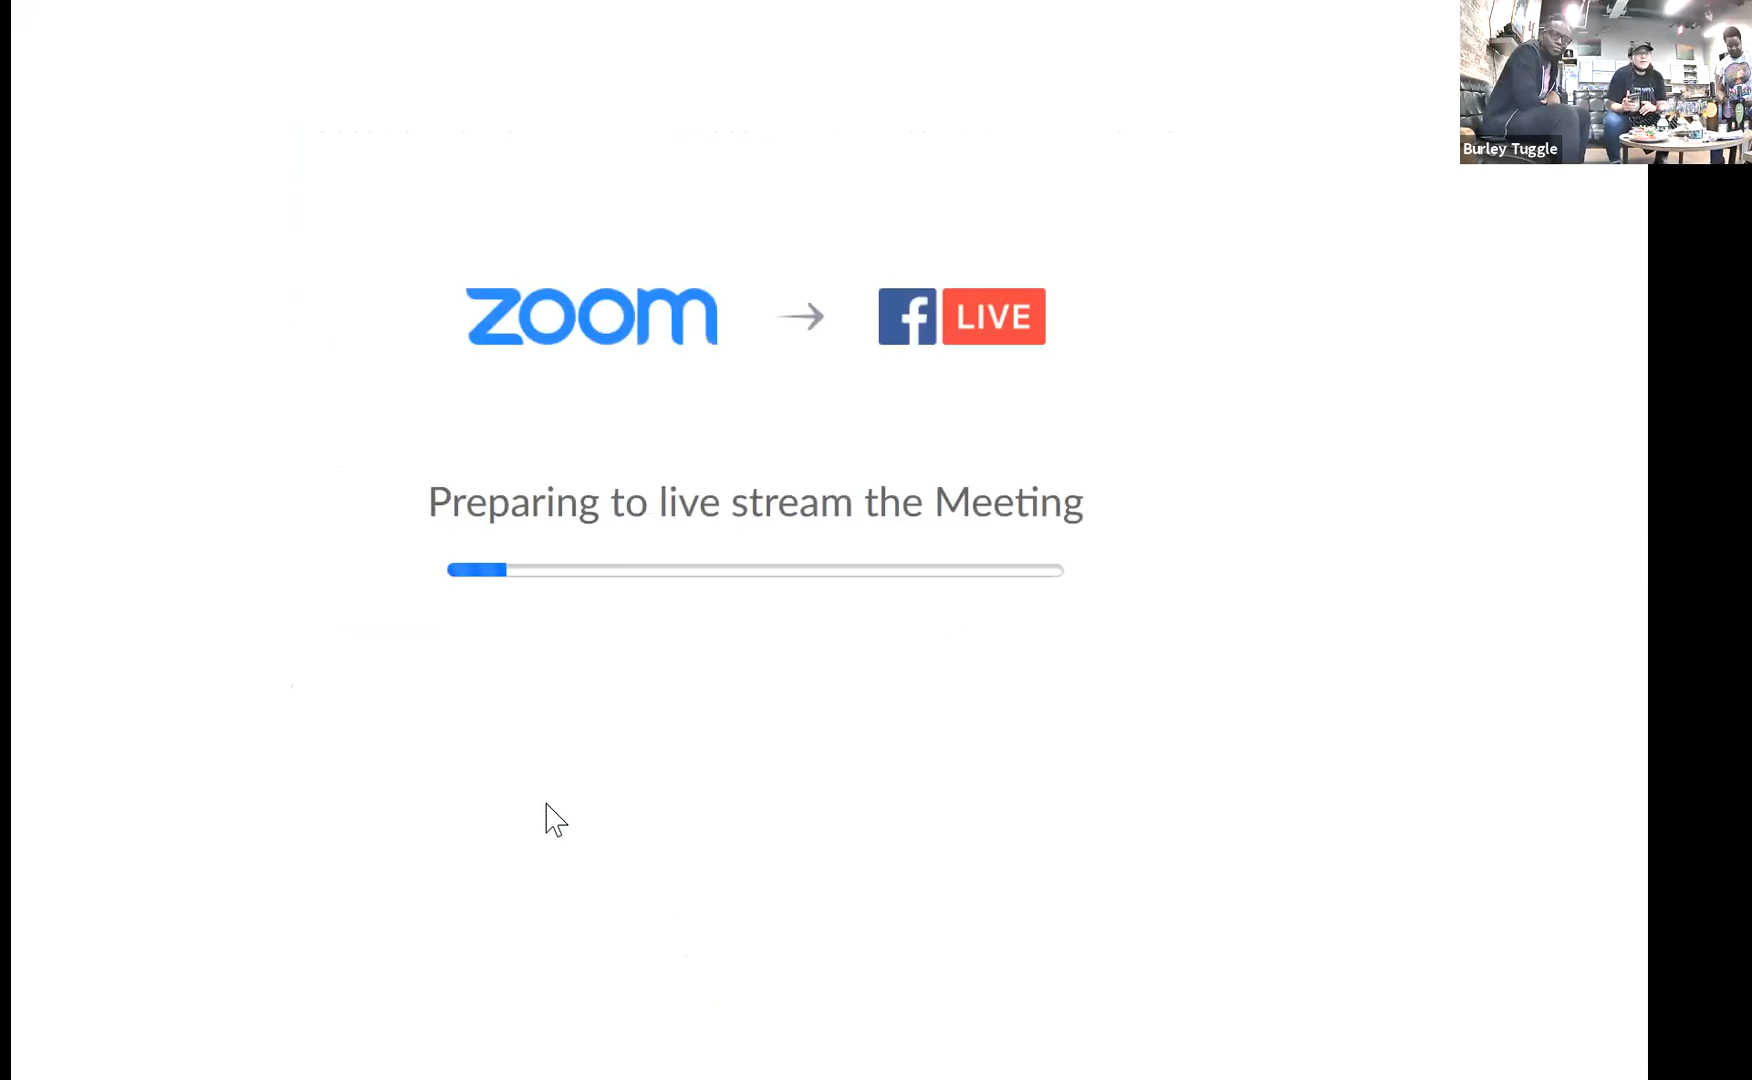 Burley Tuggle
zoom → f LIVE
Preparing to live stream the Meeting